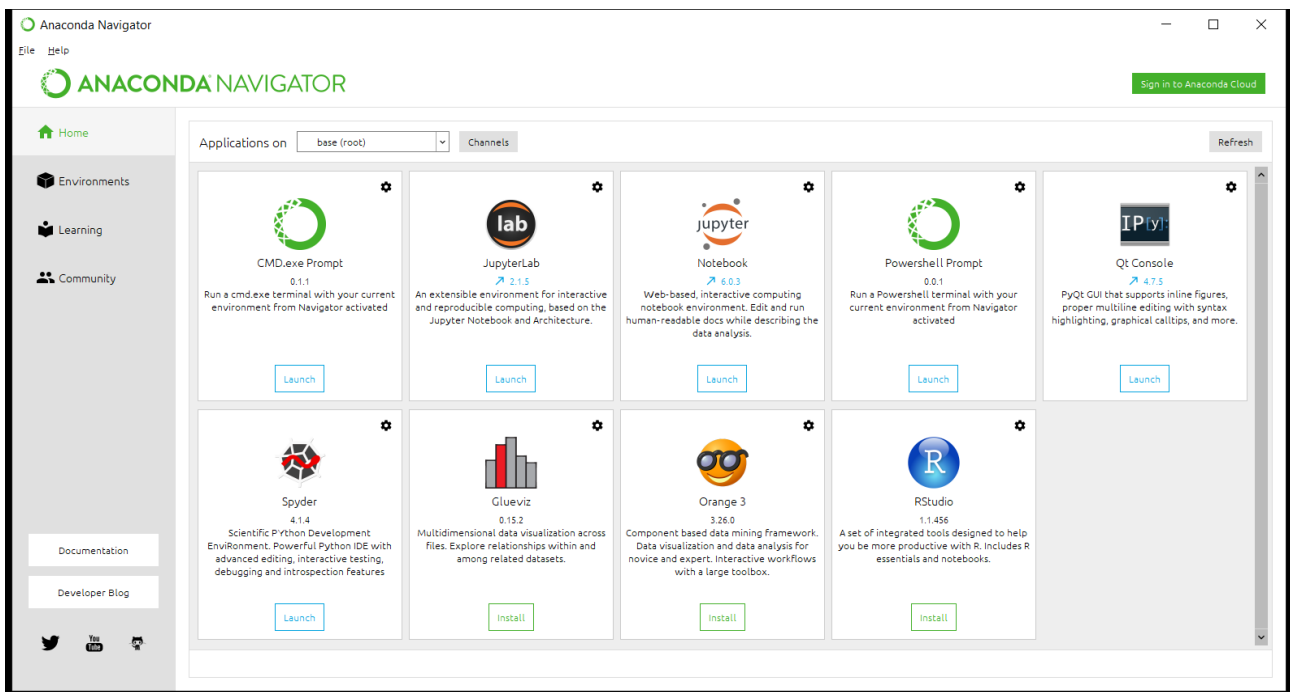 Anaconda Navigator
File Help
ANACONDA NAVIGATOR
Sign in to Anaconda Cloud
Home
Environments
Learning
Community
Documentation
Developer Blog
You
Tube
Applications on base (root) Channels Refresh
CMD.exe Prompt
0.1.1
Run a cmd.exe terminal with your current
environment from Navigator activated
Launch
lab
JupyterLab
2.1.5
An extensible environment for interactive
and reproducible computing, based on the
Jupyter Notebook and Architecture.
Launch
jupyter
Notebook
6.0.3
Web-based, interactive computing
notebook environment. Edit and run
human-readable docs while describing the
data analysis.
Launch
Powershell Prompt
0.0.1
Run a Powershell terminal with your
current environment from Navigator
activated
Launch
IP[y]:
Qt Console
4.7.5
PyQt GUI that supports inline figures,
proper multiline editing with syntax
highlighting, graphical calltips, and more.
Launch
Spyder
4.1.4
Scientific PYthon Development
EnviRonment. Powerful Python IDE with
advanced editing, interactive testing,
debugging and introspection features
Launch
Glueviz
0.15.2
Multidimensional data visualization across
files. Explore relationships within and
among related datasets.
Install
Orange 3
3.26.0
Component based data mining framework.
Data visualization and data analysis for
novice and expert. Interactive workflows
with a large toolbox.
Install
R
RStudio
1.1.456
A set of integrated tools designed to help
you be more productive with R. Includes R
essentials and notebooks.
Install